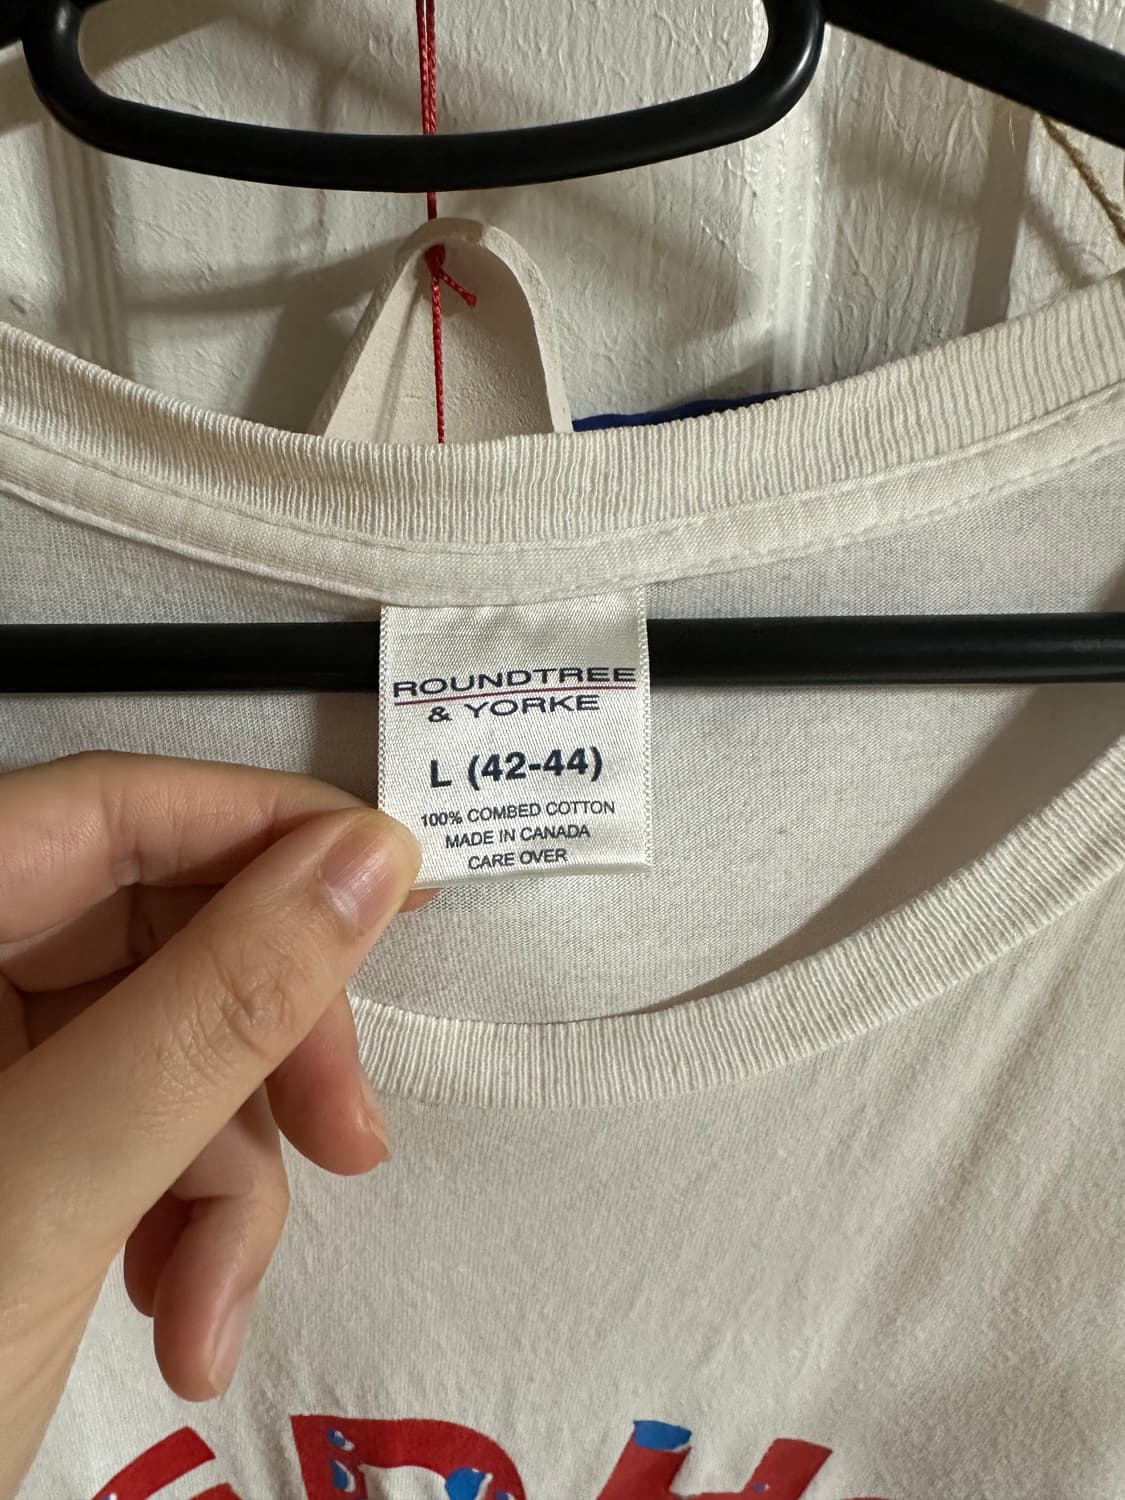 ROUNDTREE
& YORKE
L (42-44)
100% COMBED COTTON
MADE IN CANADA
CARE OVER